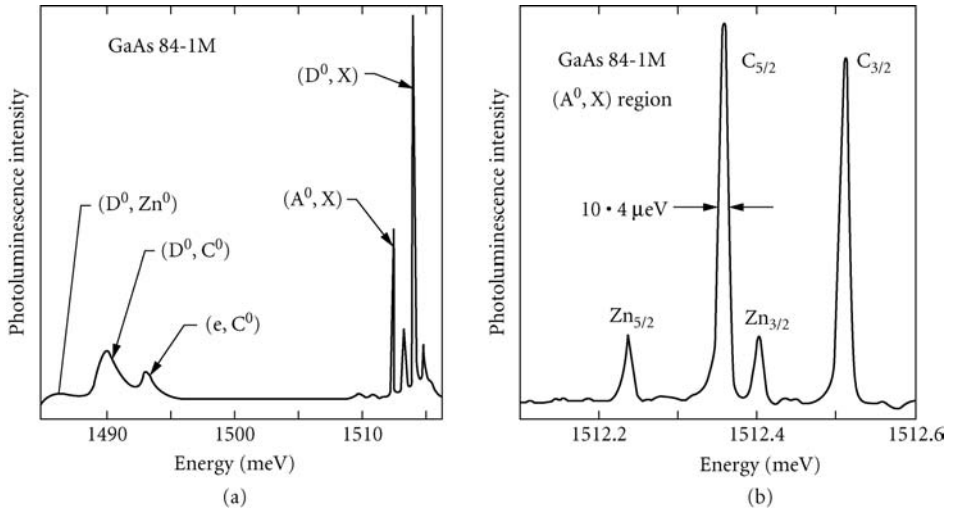 GaAs 84-1M
(D⁰, X)
(A⁰, X)
(D⁰, Zn⁰)
(D⁰, C⁰)
(e, C⁰)
Photoluminescence intensity
1490
1500
1510
Energy (meV)
(a)
GaAs 84-1M
(A⁰, X) region
C₅/₂
C₃/₂
10 • 4 μeV
Zn₅/₂
Zn₃/₂
Photoluminescence intensity
1512.2
1512.4
1512.6
Energy (meV)
(b)